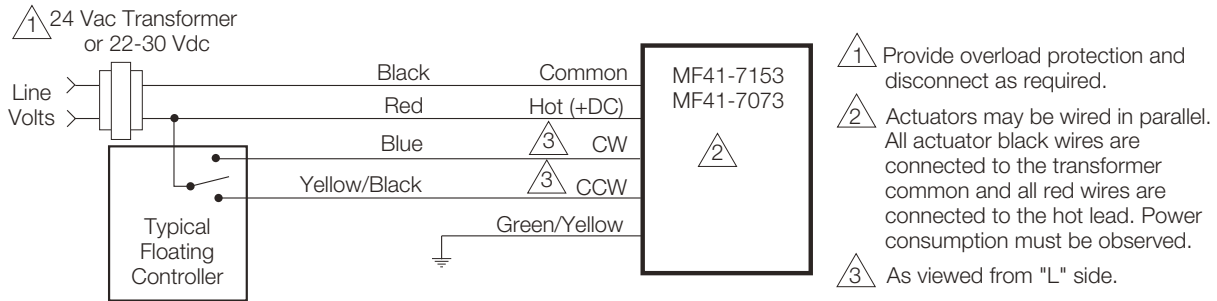 1 24 Vac Transformer
or 22-30 Vdc
Line
Volts
Black
Common
Red
Hot (+DC)
Blue
3 CW
Yellow/Black
3 CCW
Green/Yellow
Typical
Floating
Controller
MF41-7153
MF41-7073
2
1 Provide overload protection and
disconnect as required.
2 Actuators may be wired in parallel.
All actuator black wires are
connected to the transformer
common and all red wires are
connected to the hot lead. Power
consumption must be observed.
3 As viewed from "L" side.